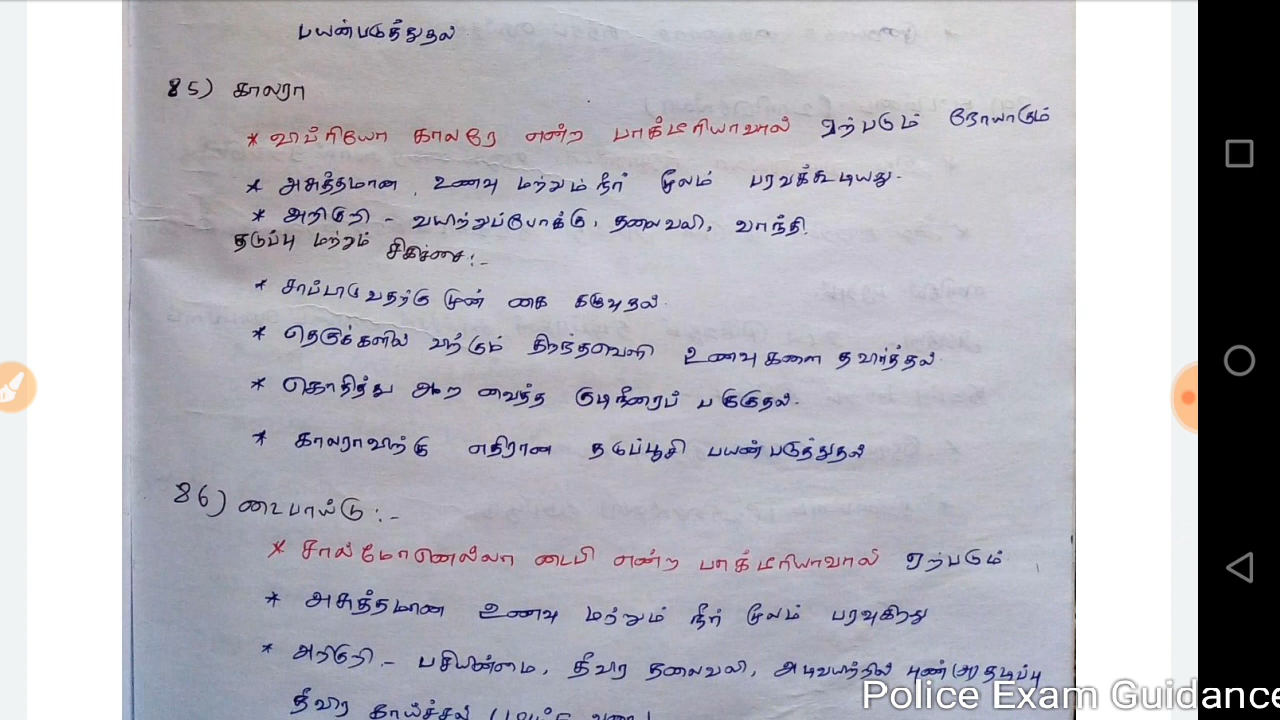 பயன்படுத்துதல்
85) காலரா
* விப்ரியோ காலரே என்ற பாக்டீரியாவால் ஏற்படும் நோயாகும்
* அசுத்தமான உணவு மற்றும் நீர் மூலம் பரவக்கூடியது.
* அறிகுறி - வயிற்றுப்போக்கு, தலைவலி, வாந்தி.
தடுப்பு மற்றும் சிகிச்சை:-
* சாப்பிடுவதற்கு முன் கை கழுவுதல்.
* தெருக்களில் விற்கும் திறந்தவெளி உணவுகளை தவிர்த்தல்.
* கொதித்து ஆற வைத்த குடிநீரைப் பருகுதல்.
* காலராவிற்கு எதிரான தடுப்பூசி பயன்படுத்துதல்
86) டைபாய்டு:-
* சால்மோனெல்லா டைபி என்ற பாக்டீரியாவால் ஏற்படும்
* அசுத்தமான உணவு மற்றும் நீர் மூலம் பரவுகிறது
* அறிகுறி - பசியின்மை, தீவிர தலைவலி, அடிவயிற்றில் புண் (அ) தடிப்பு
தீவிர காய்ச்சல்
Police Exam Guidance